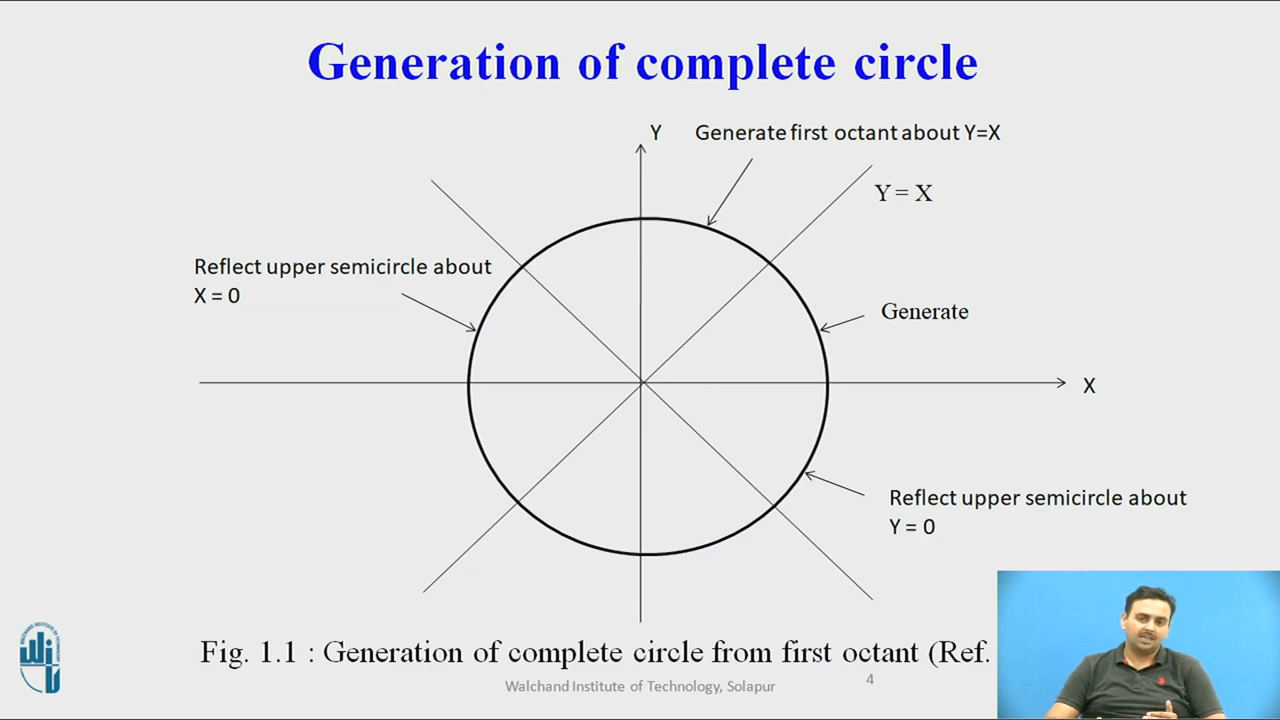 Generation of complete circle
Y
Generate first octant about Y=X
Y = X
Reflect upper semicircle about
X = 0
Generate
X
Reflect upper semicircle about
Y = 0
Fig. 1.1 : Generation of complete circle from first octant (Ref.
Walchand Institute of Technology, Solapur
4